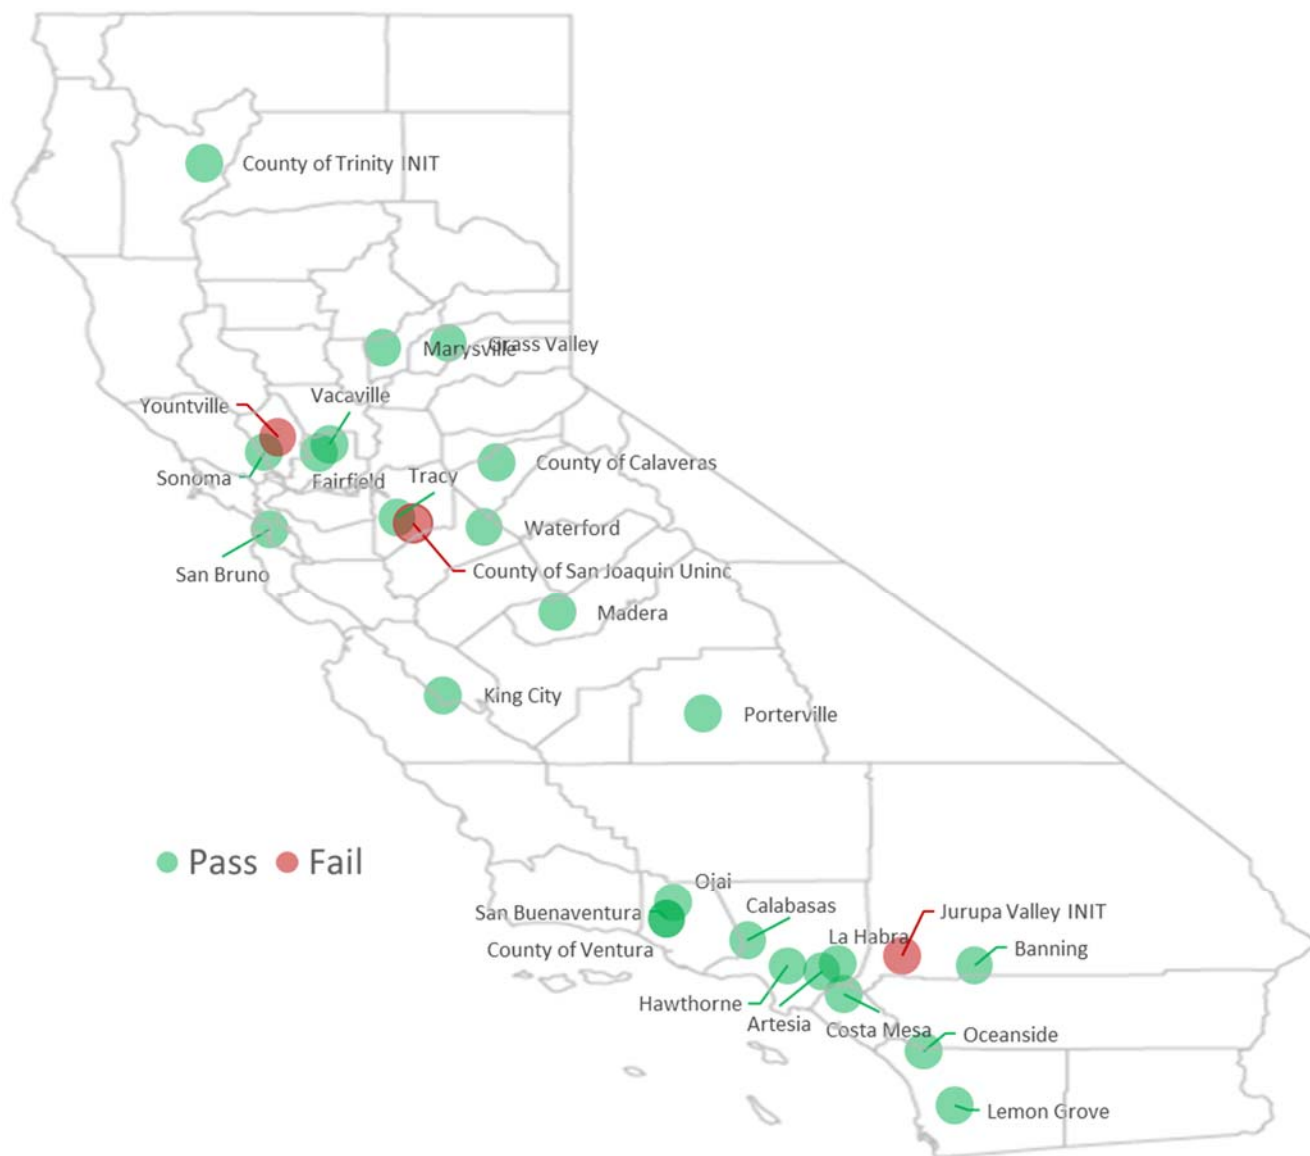 County of Trinity INIT
Marysville
Grass Valley
Vacaville
Yountville
Sonoma
Fairfield
Tracy
County of Calaveras
Waterford
San Bruno
County of San Joaquin Uninc
Madera
King City
Porterville
Pass
Fail
Ojai
San Buenaventura
County of Ventura
Calabasas
La Habra
Jurupa Valley INIT
Banning
Hawthorne
Artesia
Costa Mesa
Oceanside
Lemon Grove